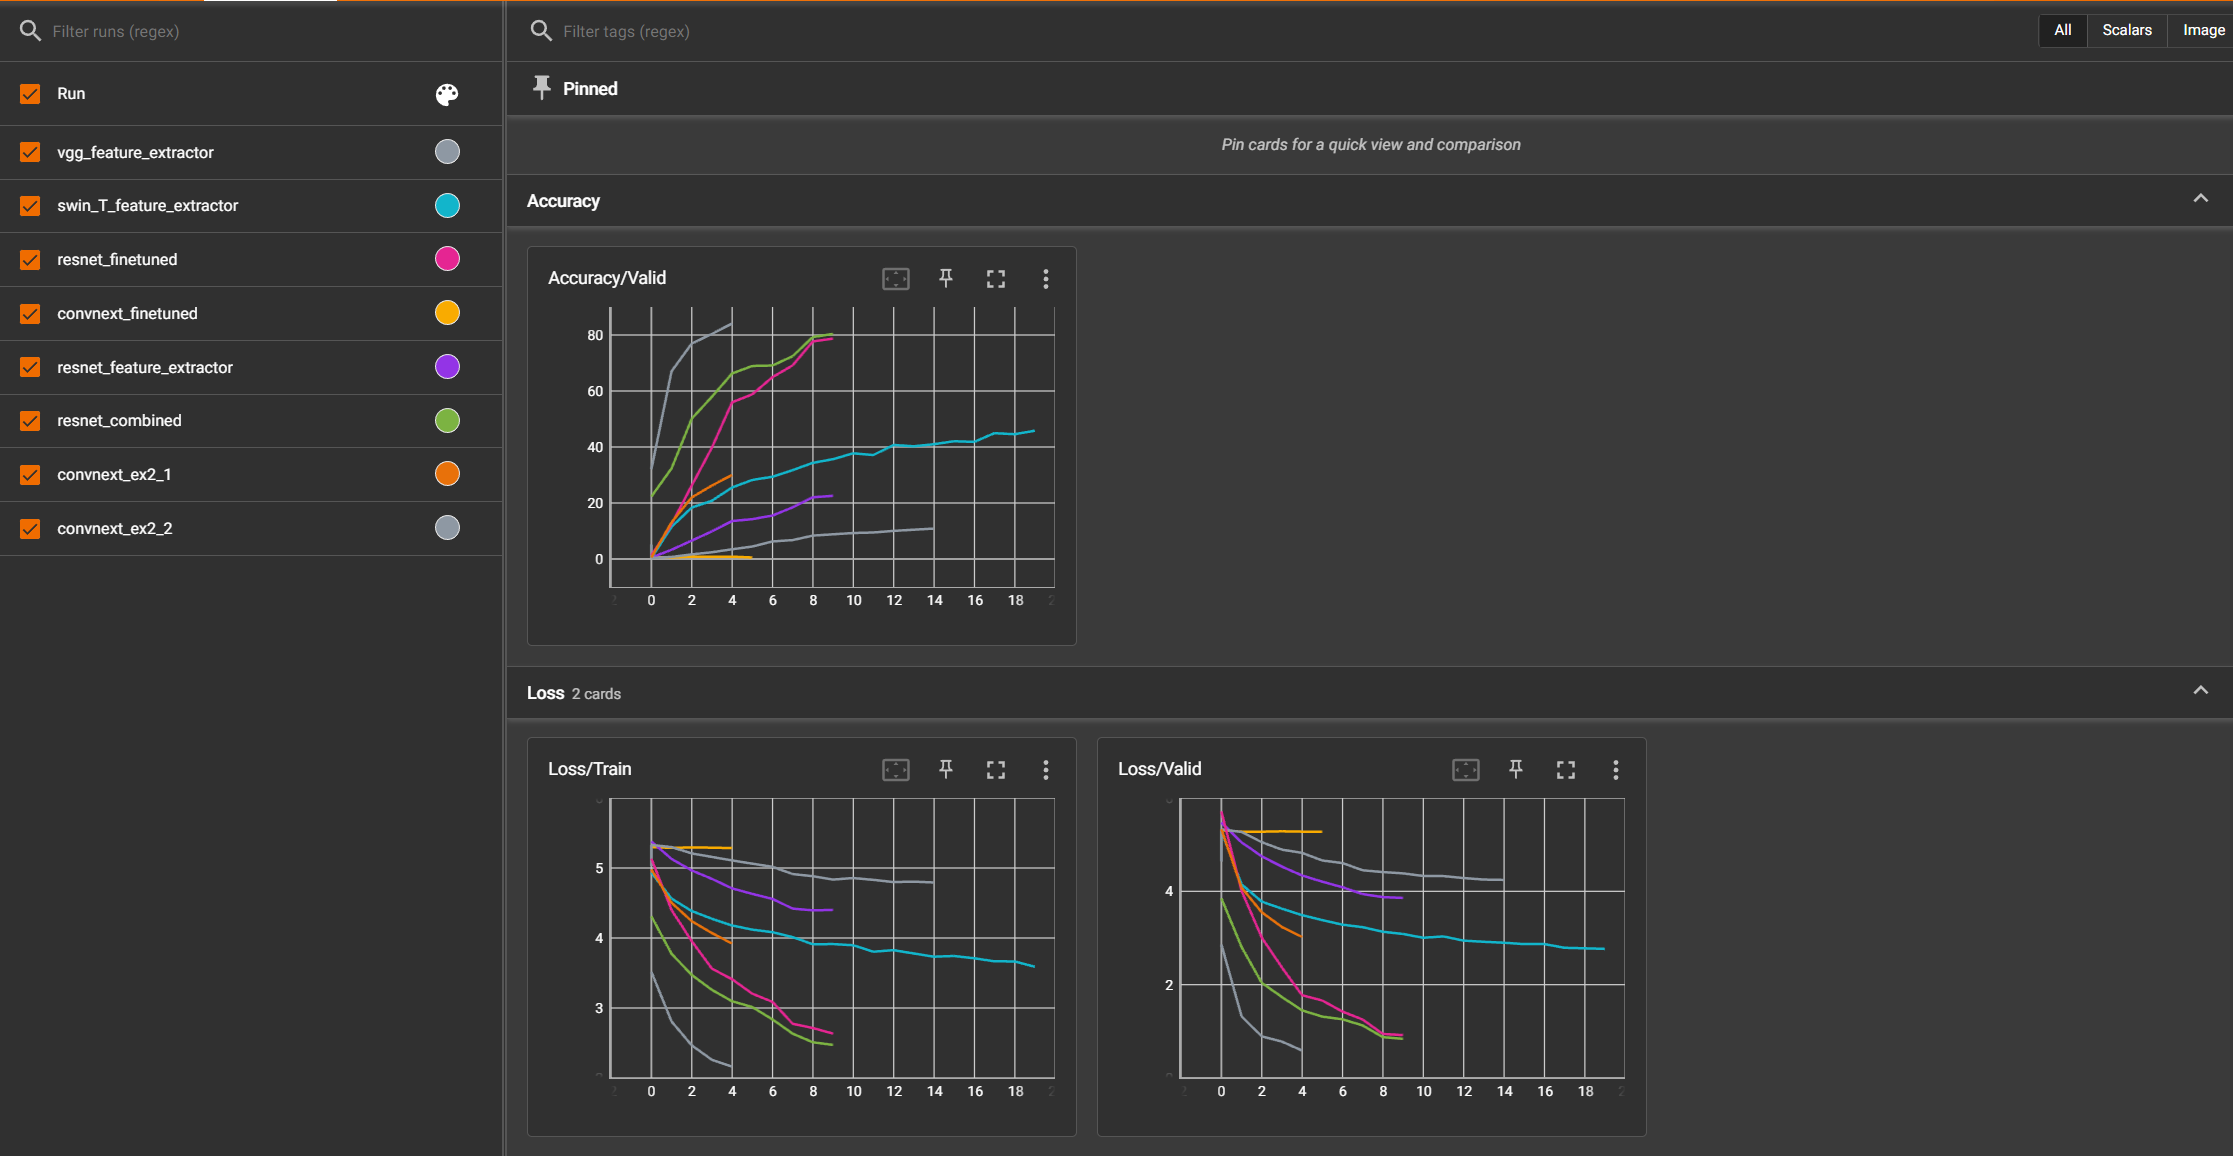 Filter runs (regex)
Run
vgg_feature_extractor
swin_T_feature_extractor
resnet_finetuned
convnext_finetuned
resnet_feature_extractor
resnet_combined
convnext_ex2_1
convnext_ex2_2
Filter tags (regex)
All Scalars Image
Pinned
Pin cards for a quick view and comparison
Accuracy
Accuracy/Valid
80
60
40
20
0
0 2 4 6 8 10 12 14 16 18
Loss 2 cards
Loss/Train
5
4
3
0 2 4 6 8 10 12 14 16 18
Loss/Valid
4
2
0 2 4 6 8 10 12 14 16 18